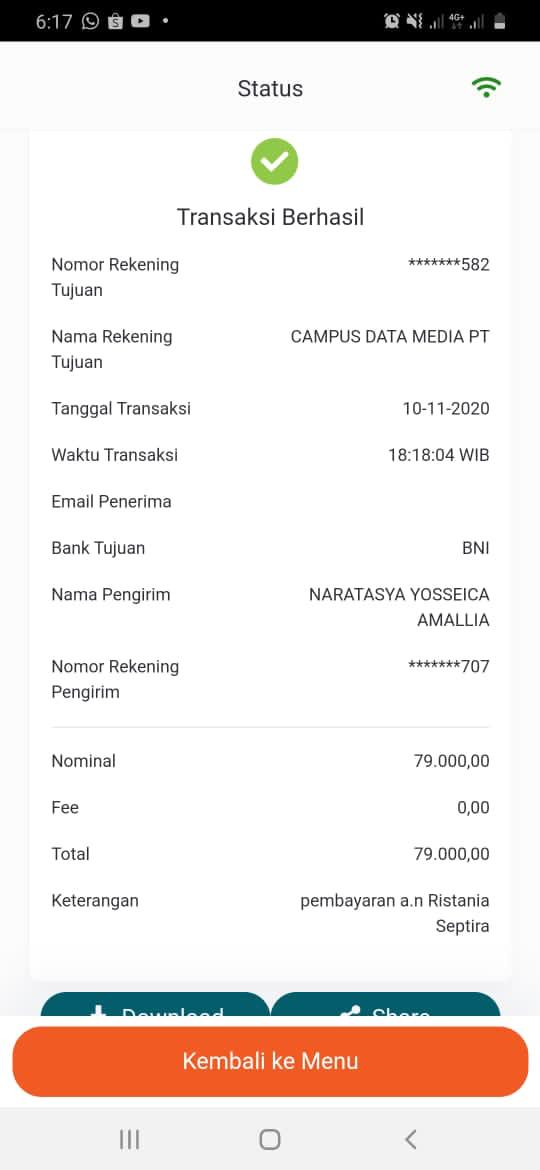 6:17
4G+
Status
Transaksi Berhasil
Nomor Rekening
Tujuan
*******582
Nama Rekening
Tujuan
CAMPUS DATA MEDIA PT
Tanggal Transaksi
10-11-2020
Waktu Transaksi
18:18:04 WIB
Email Penerima
Bank Tujuan
BNI
Nama Pengirim
NARATASYA YOSSEICA
AMALLIA
Nomor Rekening
Pengirim
*******707
Nominal
79.000,00
Fee
0,00
Total
79.000,00
Keterangan
pembayaran a.n Ristania
Septira
Download
Share
Kembali ke Menu